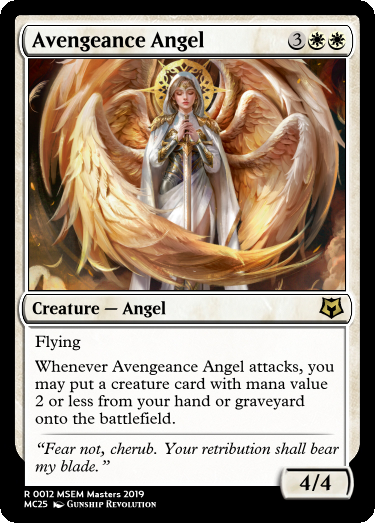 Avengeance Angel 3
Creature — Angel
Flying
Whenever Avengeance Angel attacks, you
may put a creature card with mana value
2 or less from your hand or graveyard
onto the battlefield.
“Fear not, cherub. Your retribution shall bear
my blade.”
4/4
R 0012 MSEM Masters 2019
MC25 Gunship Revolution